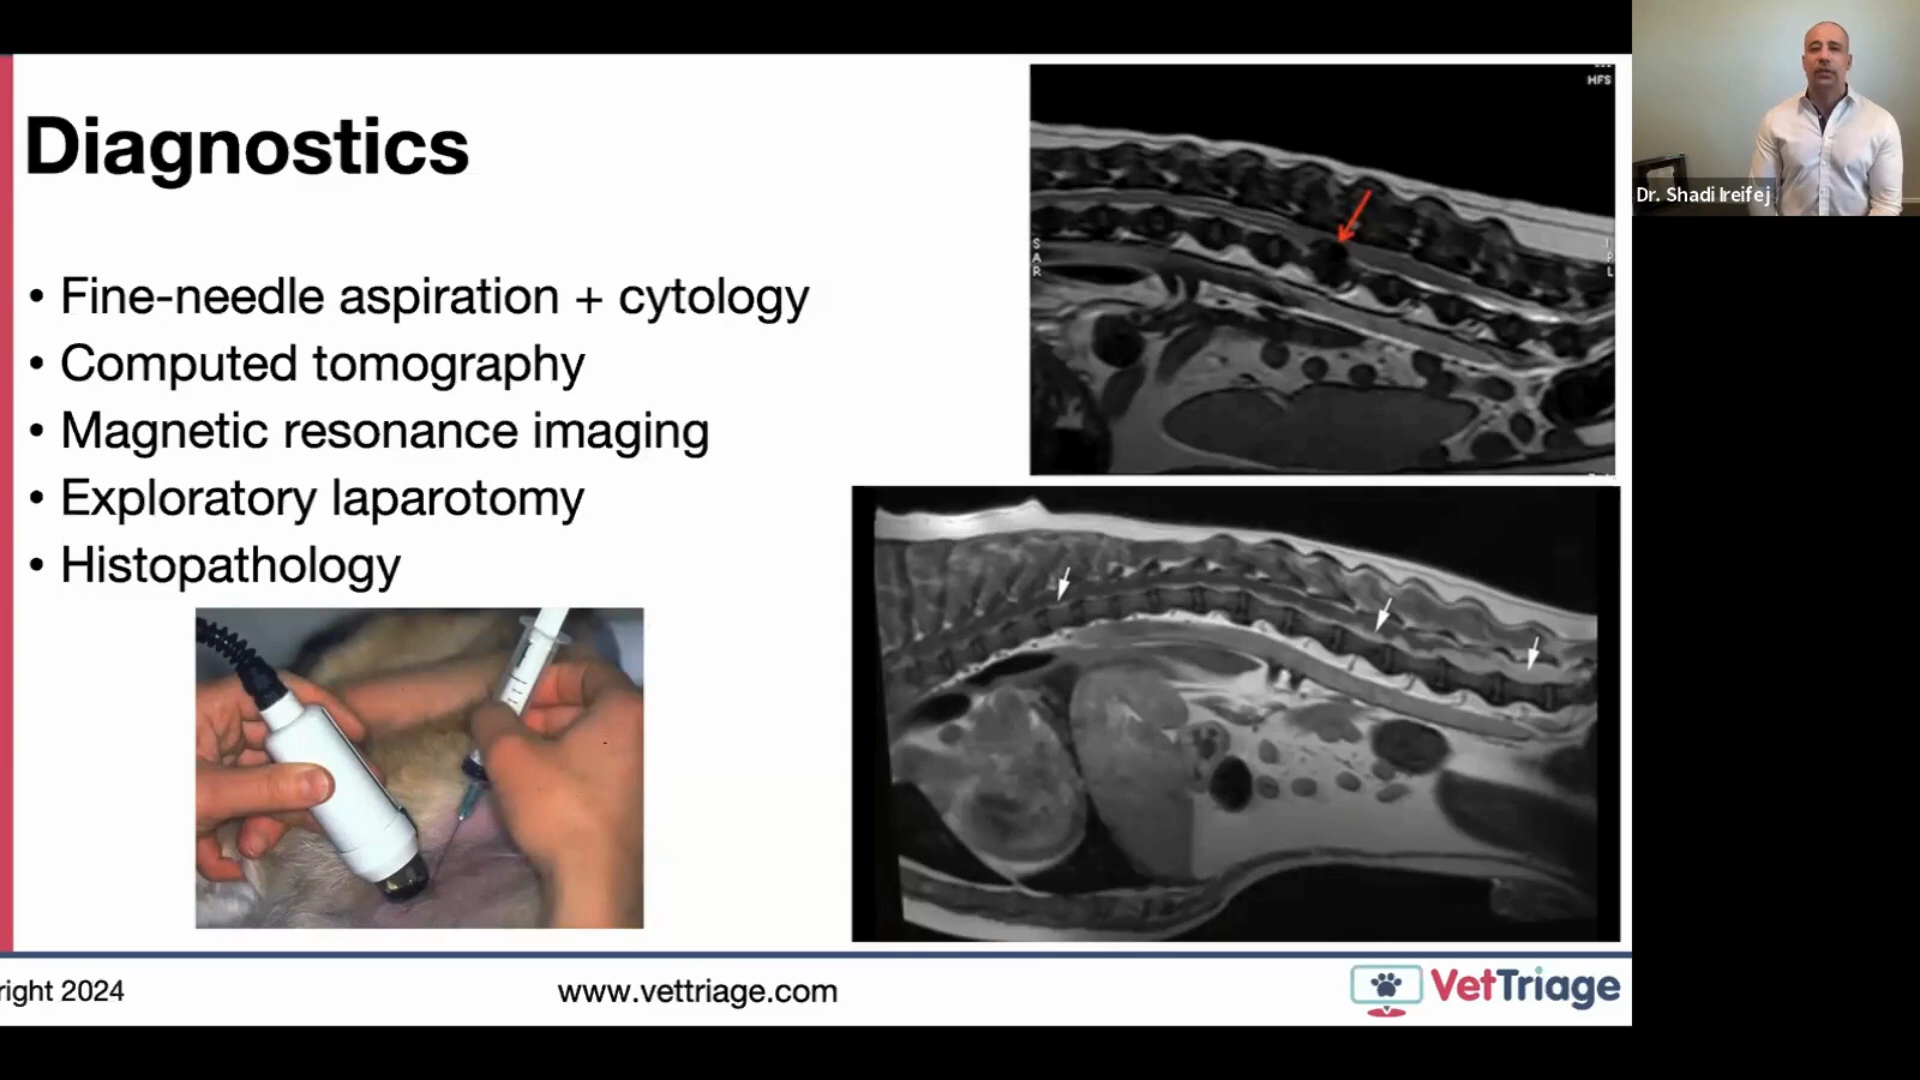 Diagnostics
• Fine-needle aspiration + cytology
• Computed tomography
• Magnetic resonance imaging
• Exploratory laparotomy
• Histopathology
HFS
S
A
R
L
Dr. Shadi Ireifej
right 2024
www.vettriage.com
VetTriage